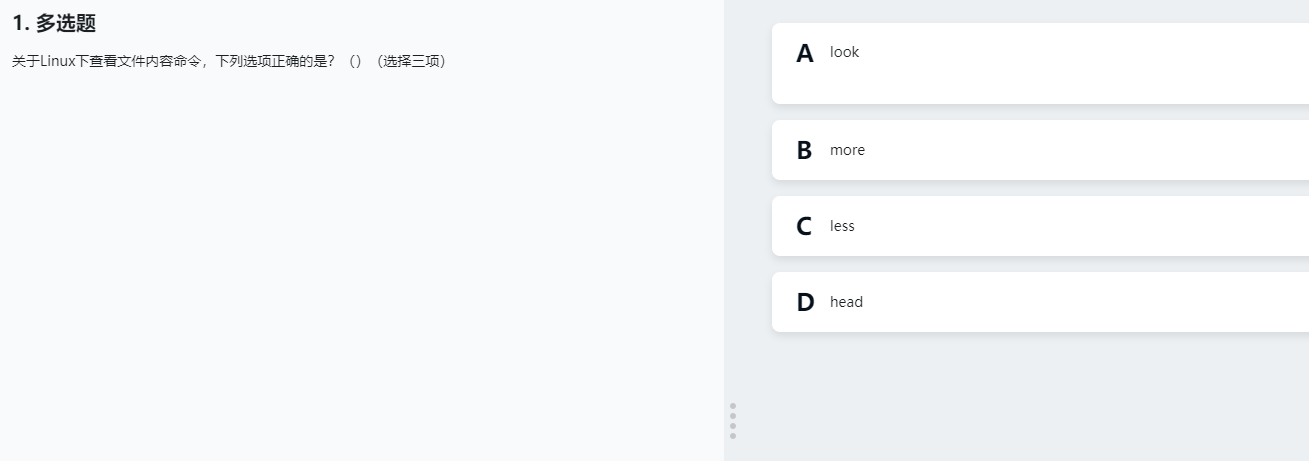 1. 多选题
关于Linux下查看文件内容命令，下列选项正确的是？（）（选择三项）
A look
B more
C less
D head